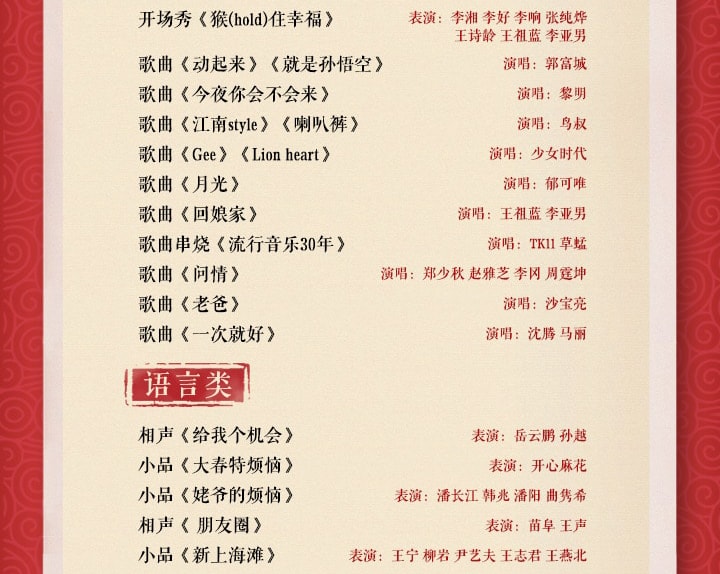 开场秀《猴(hold)住幸福》 表演：李湘 李好 李响 张纯烨
王诗龄 王祖蓝 李亚男
歌曲《动起来》《就是孙悟空》 演唱：郭富城
歌曲《今夜你会不会来》 演唱：黎明
歌曲《江南style》《喇叭裤》 演唱：鸟叔
歌曲《Gee》《Lion heart》 演唱：少女时代
歌曲《月光》 演唱：郁可唯
歌曲《回娘家》 演唱：王祖蓝 李亚男
歌曲串烧《流行音乐30年》 演唱：TK11 草蜢
歌曲《问情》 演唱：郑少秋 赵雅芝 李冈 周霆坤
歌曲《老爸》 演唱：沙宝亮
歌曲《一次就好》 演唱：沈腾 马丽
语言类
相声《给我个机会》 表演：岳云鹏 孙越
小品《大春特烦恼》 表演：开心麻花
小品《姥爷的烦恼》 表演：潘长江 韩兆 潘阳 曲隽希
相声《 朋友圈》 表演：苗阜 王声
小品《新上海滩》 表演：王宁 柳岩 尹艺夫 王志君 王燕北